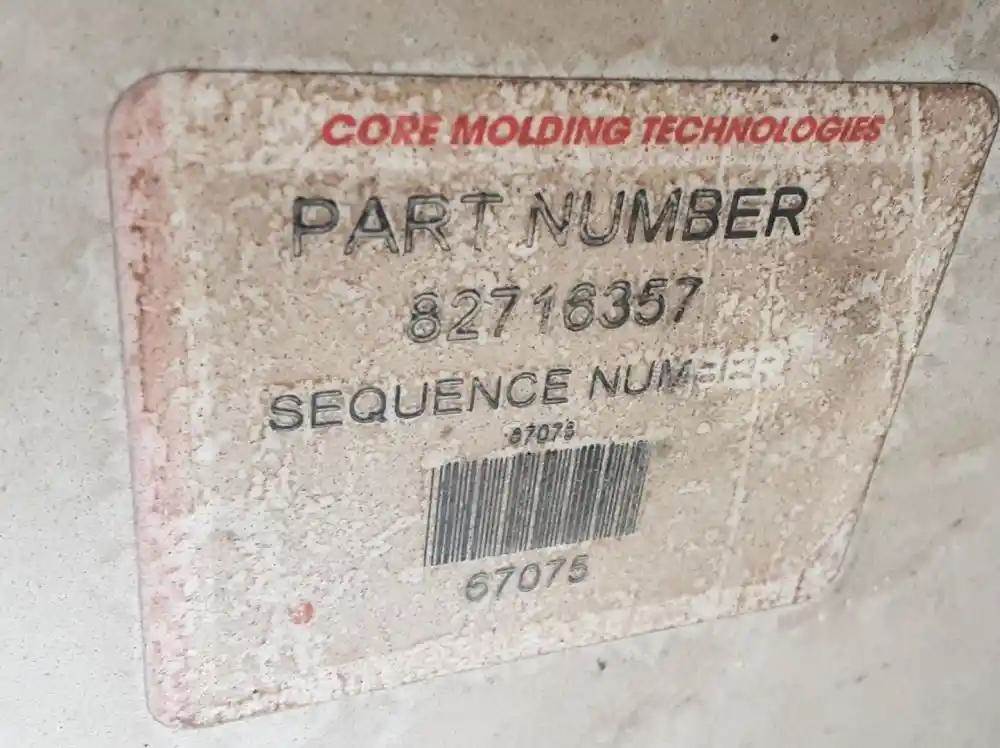 CORE MOLDING TECHNOLOGIES
PART NUMBER
82716357
SEQUENCE NUMBER
67075
67075